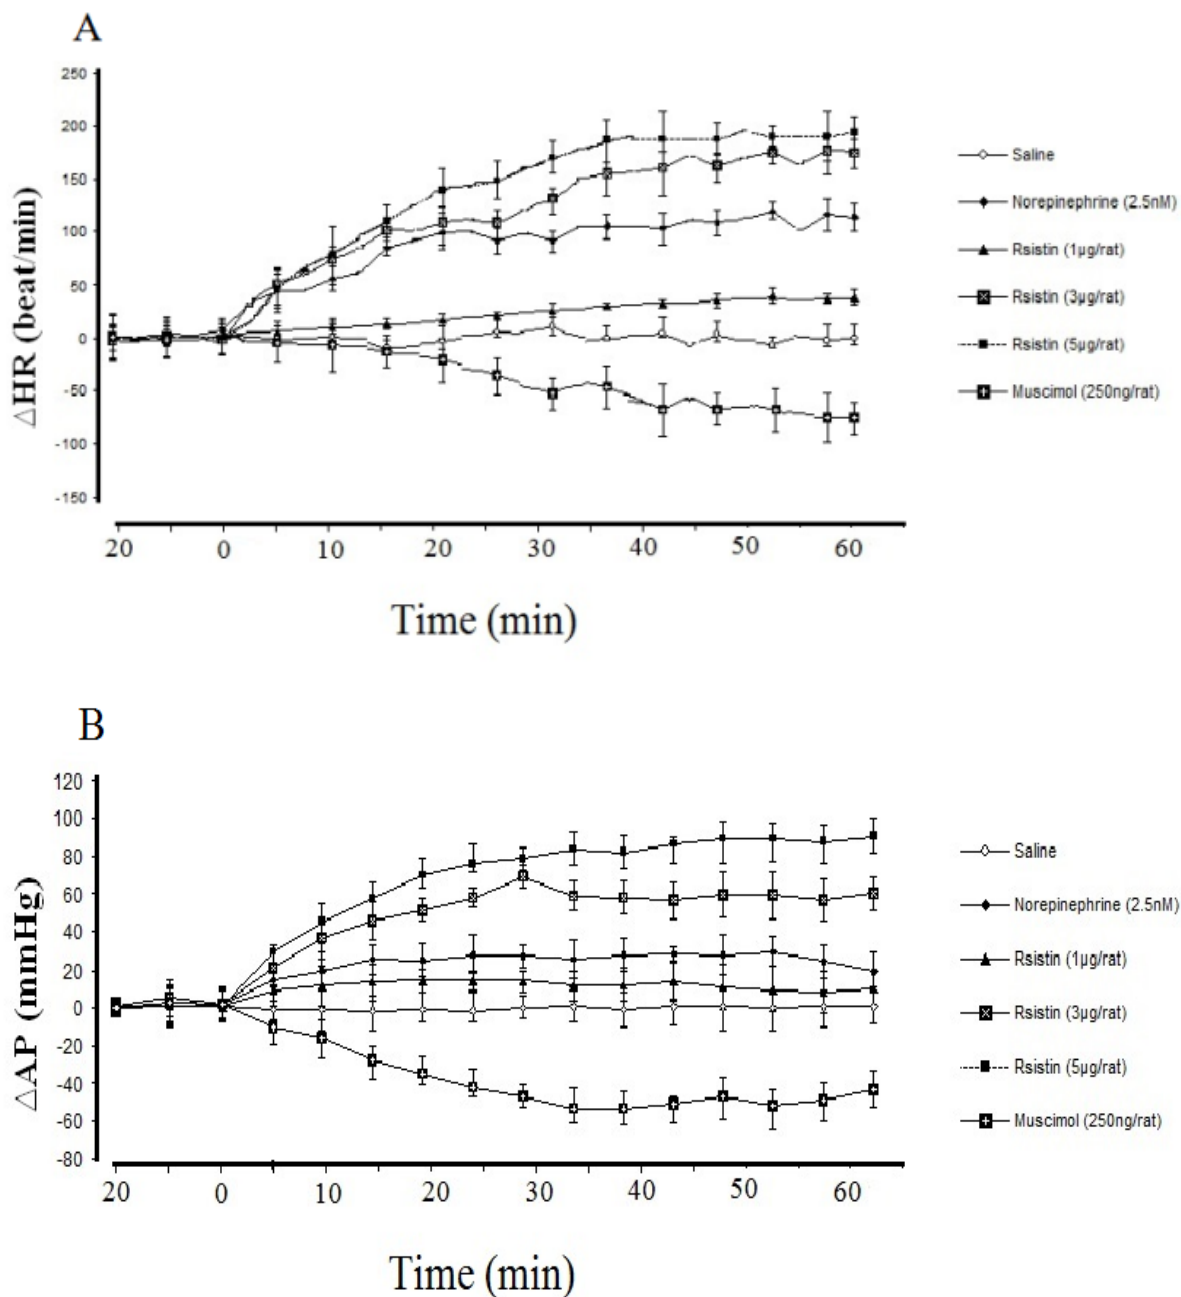 A
250
200
150
100
50
0
-50
-100
-150
△HR (beat/min)
20 0 10 20 30 40 50 60
Time (min)
Saline
Norepinephrine (2.5nM)
Rsistin (1µg/rat)
Rsistin (3µg/rat)
Rsistin (5µg/rat)
Muscimol (250ng/rat)
B
120
100
80
60
40
20
0
-20
-40
-60
-80
△AP (mmHg)
20 0 10 20 30 40 50 60
Time (min)
Saline
Norepinephrine (2.5nM)
Rsistin (1µg/rat)
Rsistin (3µg/rat)
Rsistin (5µg/rat)
Muscimol (250ng/rat)